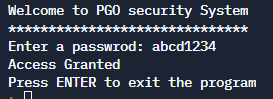 Welcome to PGO security System
******************************
Enter a passwrod: abcd1234
Access Granted
Press ENTER to exit the program